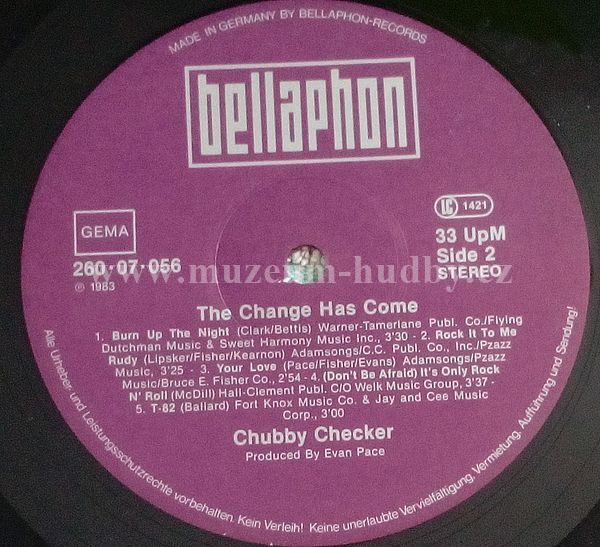 MADE IN GERMANY BY BELLAPHON-RECORDS
bellaphon
GEMA
260·07·056
℗ 1983
LC 1421
33 UpM
Side 2
STEREO
www.muzeum-hudby.cz
The Change Has Come
1. Burn Up The Night (Clark/Bettis) Warner-Tamerlane Publ. Co./Flying
Dutchman Music & Sweet Harmony Music Inc., 3'30 - 2. Rock It To Me
Rudy (Lipsker/Fisher/Kearnon) Adamsongs/C.C. Publ. Co., Inc./Pzazz
Music, 3'25 - 3. Your Love (Pace/Fisher/Evans) Adamsongs/Pzazz
Music/Bruce E. Fisher Co., 2'54 - 4. (Don't Be Afraid) It's Only Rock
N' Roll (McDill) Hall-Clement Publ. C/O Welk Music Group, 3'37 -
5. T-82 (Ballard) Fort Knox Music Co. & Jay and Cee Music
Corp., 3'00
Chubby Checker
Produced By Evan Pace
Alle Urheber- und Leistungsschutzrechte vorbehalten. Kein Verleih! Keine unerlaubte Vervielfältigung, Vermietung, Aufführung und Sendung!